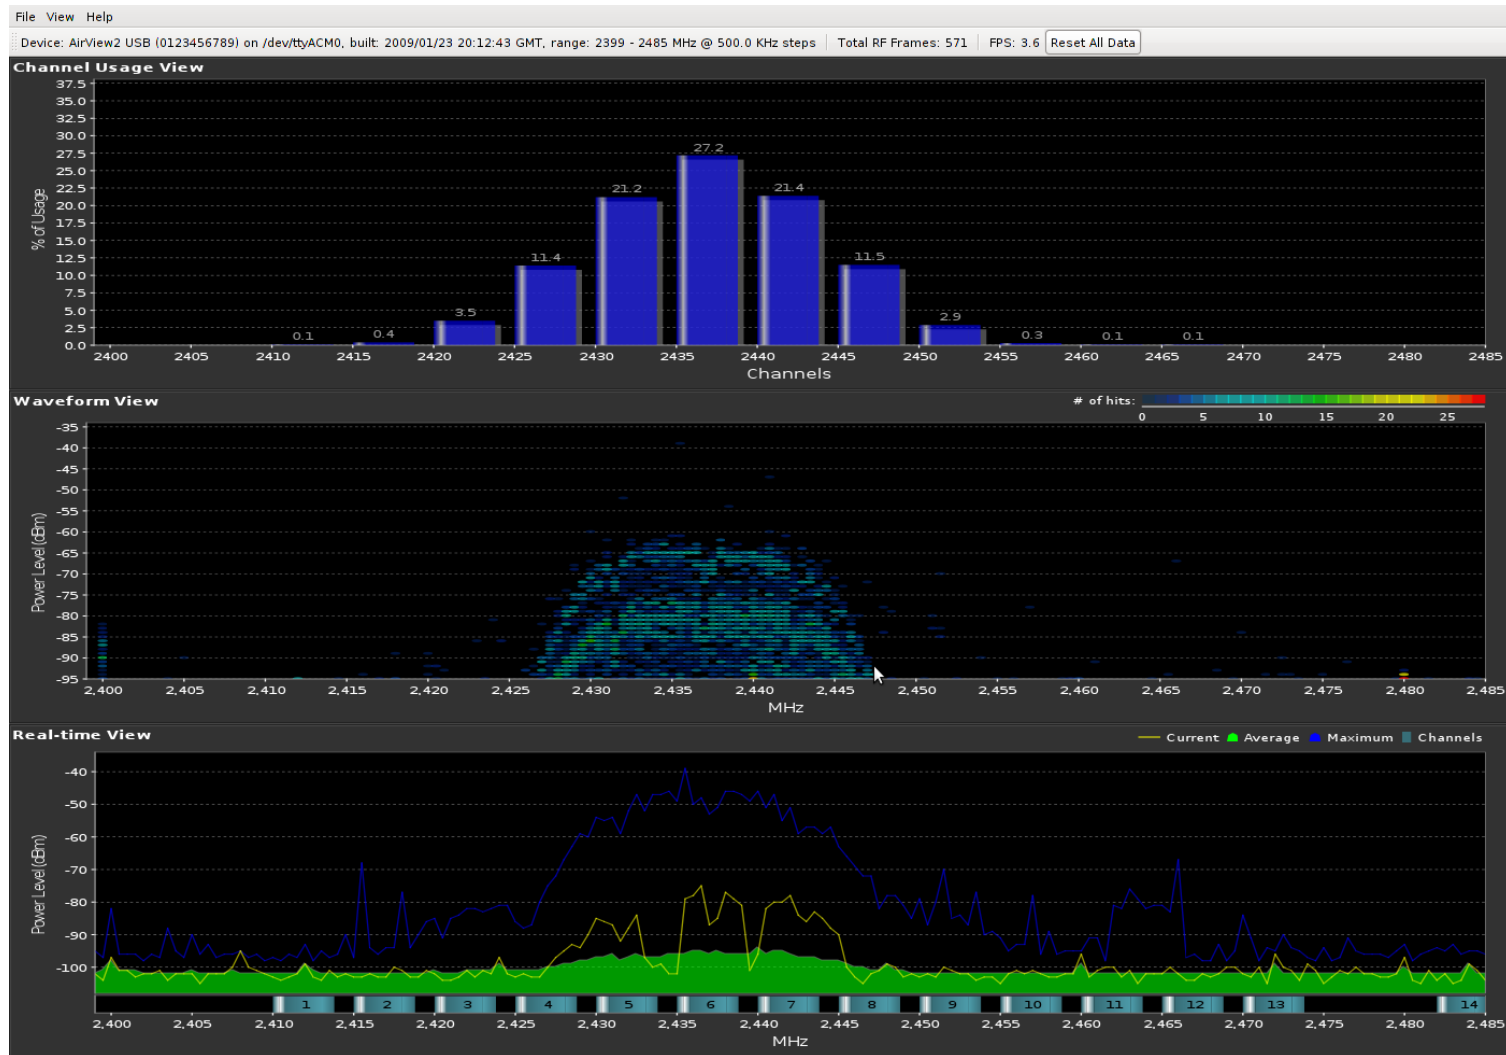 File View Help
Device: AirView2 USB (0123456789) on /dev/ttyACM0, built: 2009/01/23 20:12:43 GMT, range: 2399 - 2485 MHz @ 500.0 KHz steps Total RF Frames: 571 FPS: 3.6 Reset All Data
Channel Usage View
% of Usage
37.5
35.0
32.5
30.0
27.5
25.0
22.5
20.0
17.5
15.0
12.5
10.0
7.5
5.0
2.5
0.0
0.1 0.4 3.5 11.4 21.2 27.2 21.4 11.5 2.9 0.3 0.1 0.1
2400 2405 2410 2415 2420 2425 2430 2435 2440 2445 2450 2455 2460 2465 2470 2475 2480 2485
Channels
Waveform View
# of hits:
0 5 10 15 20 25
Power Level (dBm)
-35
-40
-45
-50
-55
-60
-65
-70
-75
-80
-85
-90
-95
2,400 2,405 2,410 2,415 2,420 2,425 2,430 2,435 2,440 2,445 2,450 2,455 2,460 2,465 2,470 2,475 2,480 2,485
MHz
Real-time View
Current Average Maximum Channels
Power Level (dBm)
-40
-50
-60
-70
-80
-90
-100
1 2 3 4 5 6 7 8 9 10 11 12 13 14
2,400 2,405 2,410 2,415 2,420 2,425 2,430 2,435 2,440 2,445 2,450 2,455 2,460 2,465 2,470 2,475 2,480 2,485
MHz